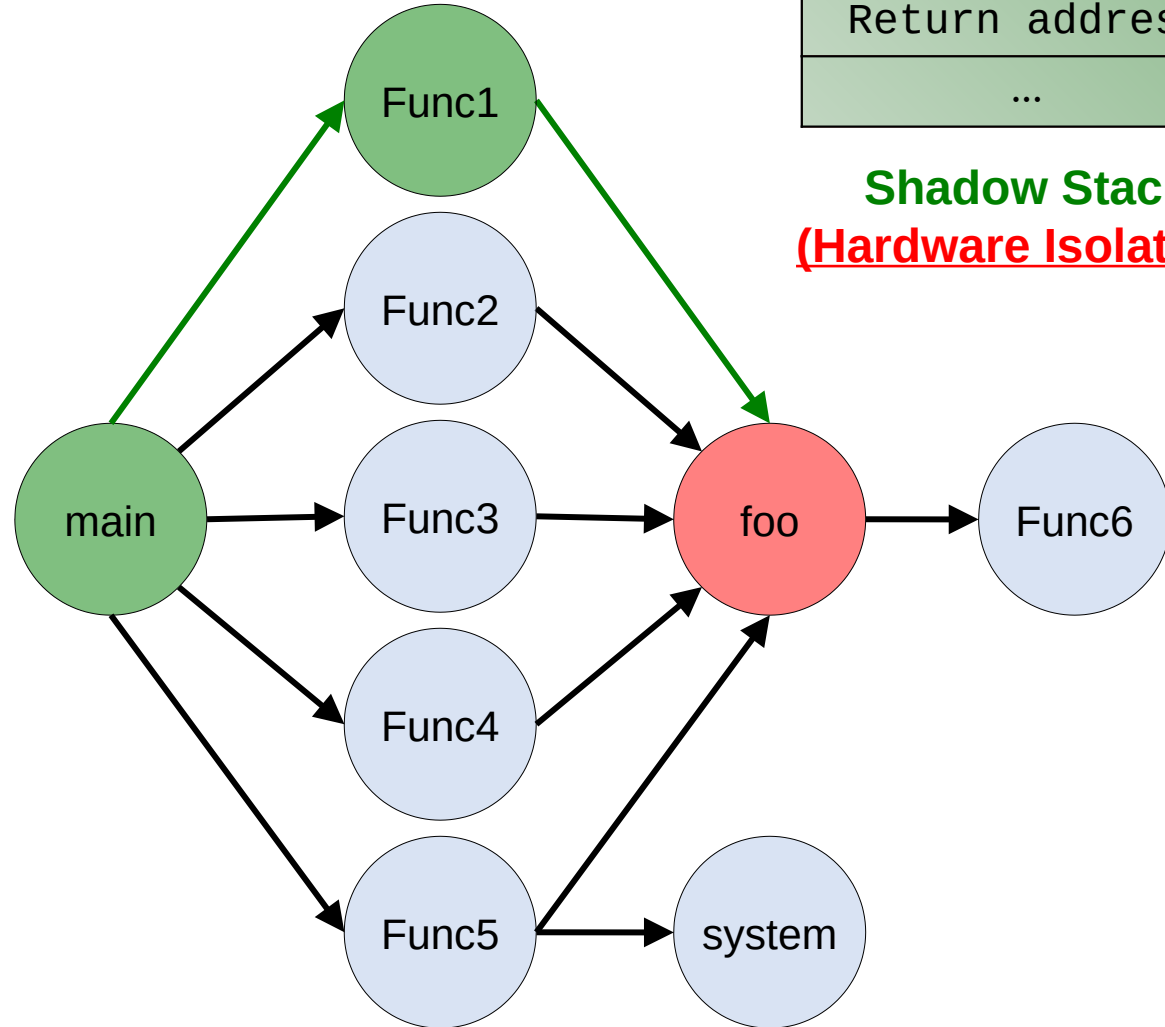 Return addres
...
Shadow Stac
(Hardware Isolat
Func1
Func2
Func3
Func4
Func5
main
foo
Func6
system